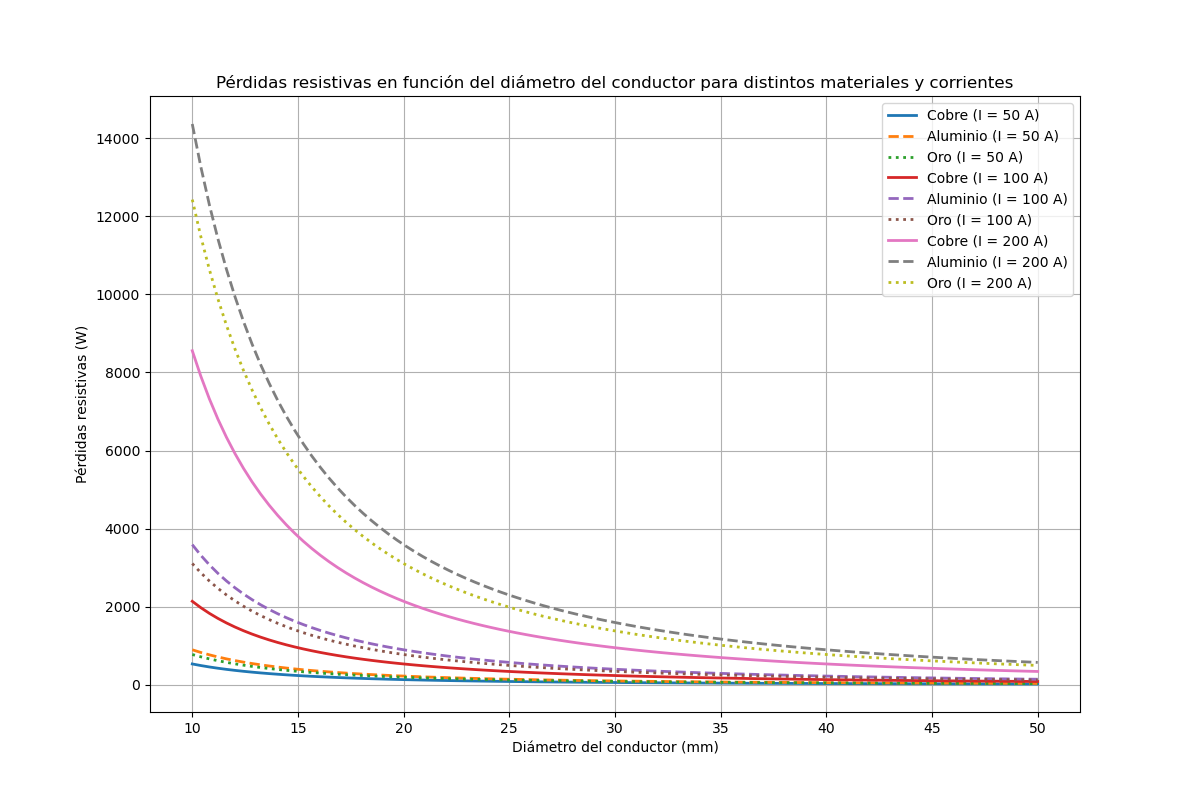 Pérdidas resistivas en función del diámetro del conductor para distintos materiales y corrientes
Cobre (I = 50 A)
Aluminio (I = 50 A)
Oro (I = 50 A)
Cobre (I = 100 A)
Aluminio (I = 100 A)
Oro (I = 100 A)
Cobre (I = 200 A)
Aluminio (I = 200 A)
Oro (I = 200 A)
Pérdidas resistivas (W)
14000
12000
10000
8000
6000
4000
2000
0
10 15 20 25 30 35 40 45 50
Diámetro del conductor (mm)